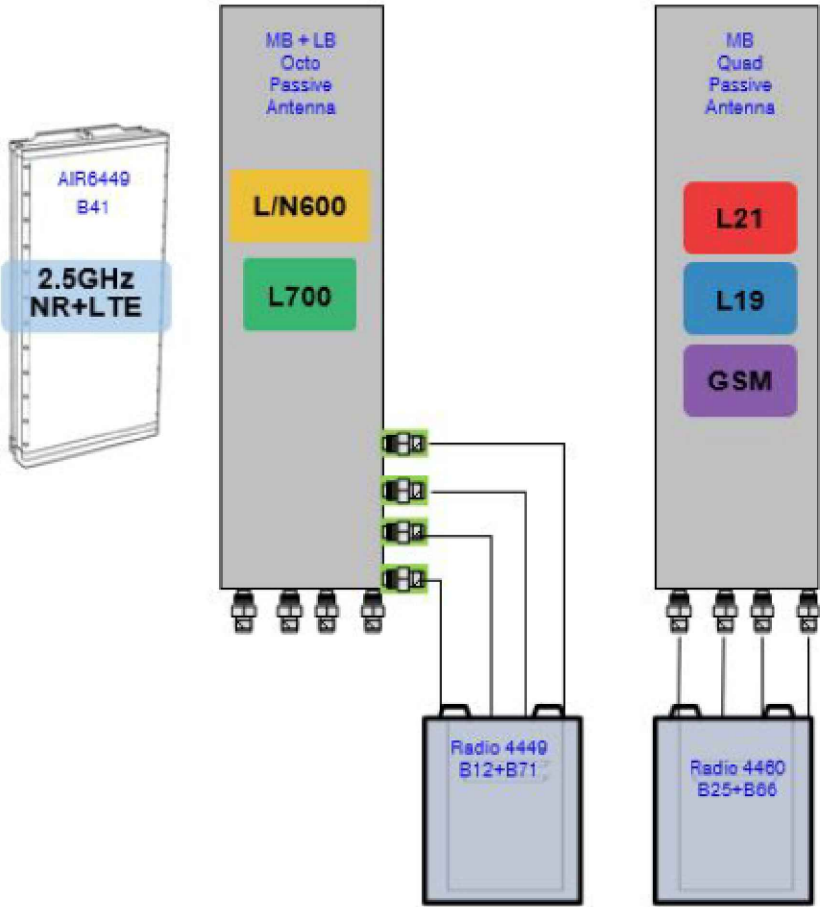 AIR6449
B41
2.5GHz
NR+LTE
MB + LB
Octo
Passive
Antenna
L/N600
L700
Radio 4449
B12+B71
MB
Quad
Passive
Antenna
L21
L19
GSM
Radio 4460
B25+B66